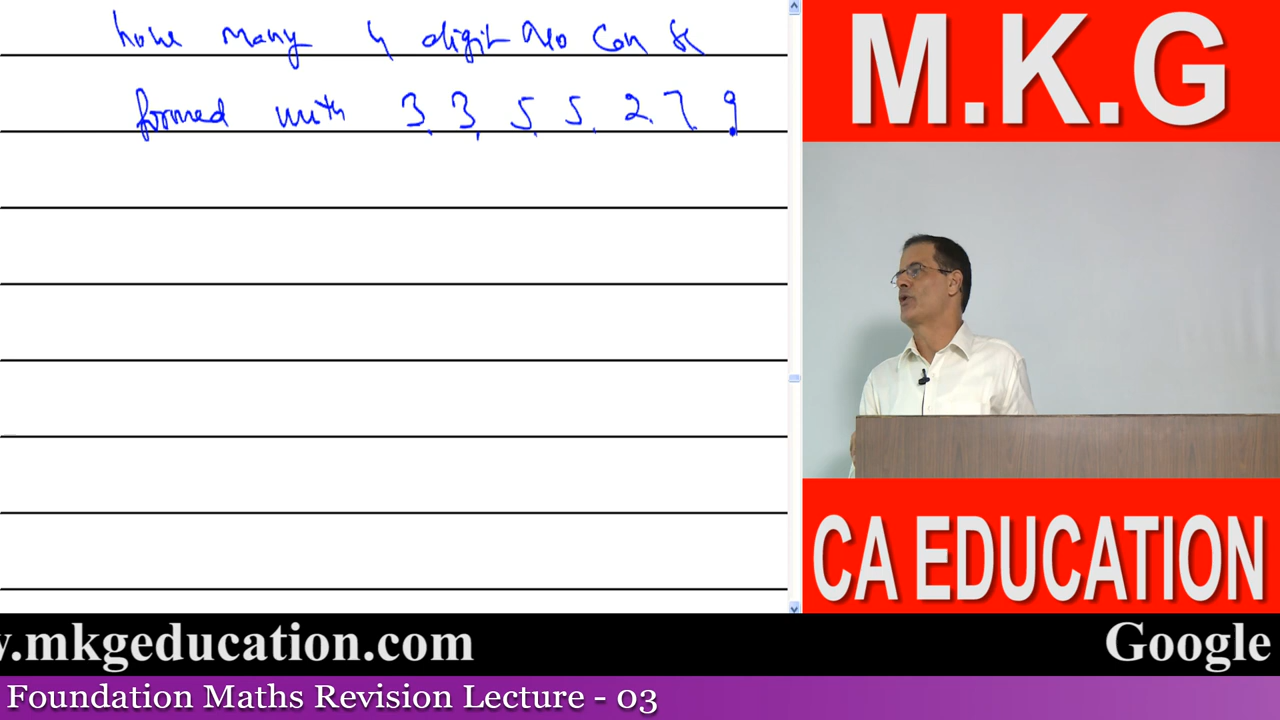 how many 4 digit no can be
formed with 3, 3, 5, 5, 2, 7, 9
M.K.G
CA EDUCATION
.mkgeducation.com
Google
Foundation Maths Revision Lecture - 03